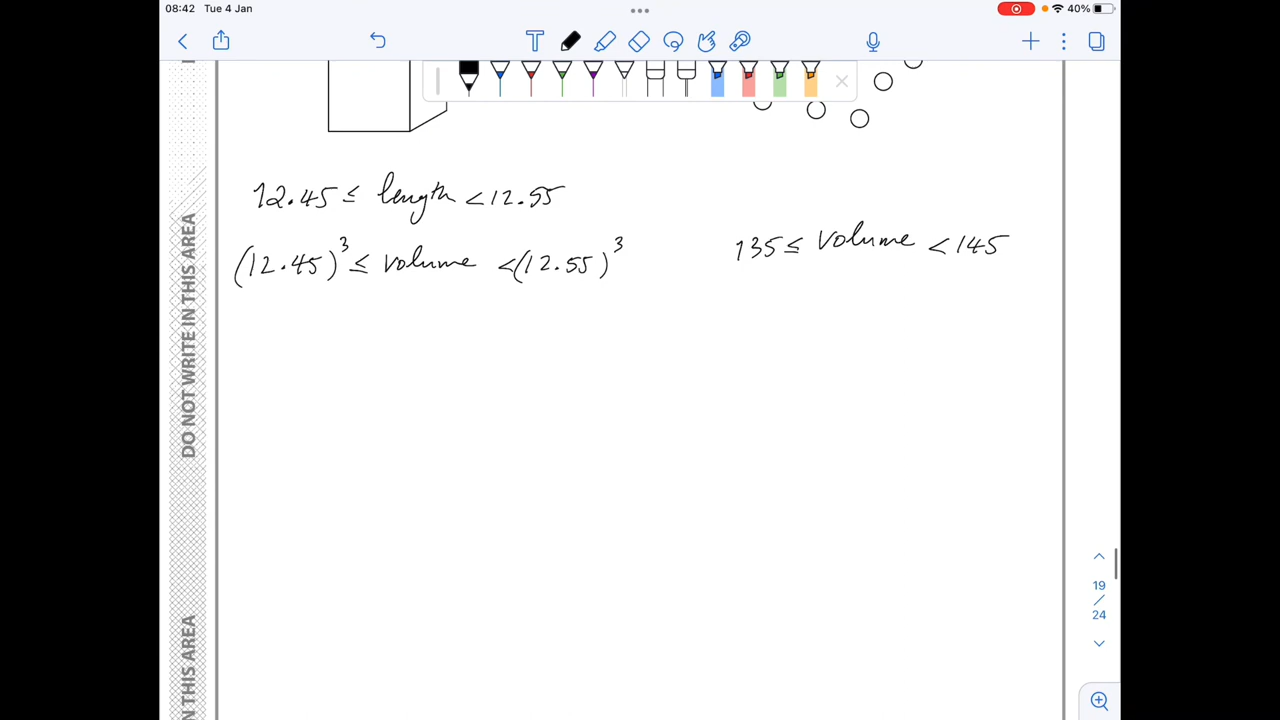 08:42 Tue 4 Jan
40%
T
12.45 ≤ length < 12.55
(12.45)³ ≤ volume < (12.55)³
135 ≤ volume < 145
DO NOT WRITE IN THIS AREA
N THIS AREA
19
/
24